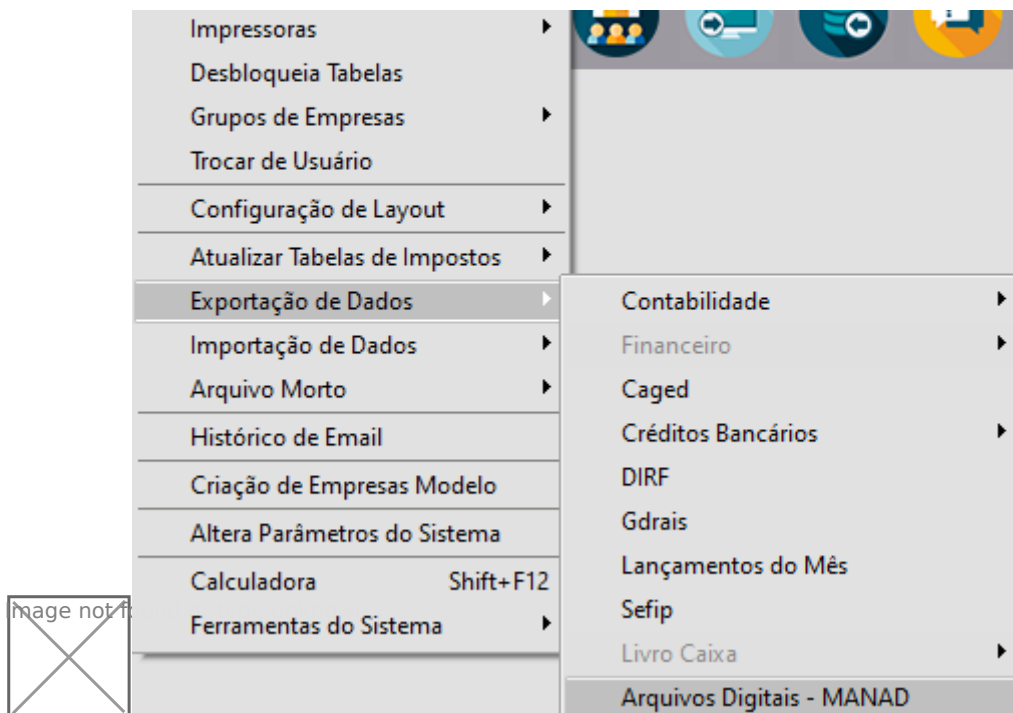 Impressoras
Desbloqueia Tabelas
Grupos de Empresas
Trocar de Usuário
Configuração de Layout
Atualizar Tabelas de Impostos
Exportação de Dados
Importação de Dados
Arquivo Morto
Histórico de Email
Criação de Empresas Modelo
Altera Parâmetros do Sistema
Calculadora Shift+F12
Ferramentas do Sistema
Contabilidade
Financeiro
Caged
Créditos Bancários
DIRF
Gdrais
Lançamentos do Mês
Sefip
Livro Caixa
Arquivos Digitais - MANAD
Image not